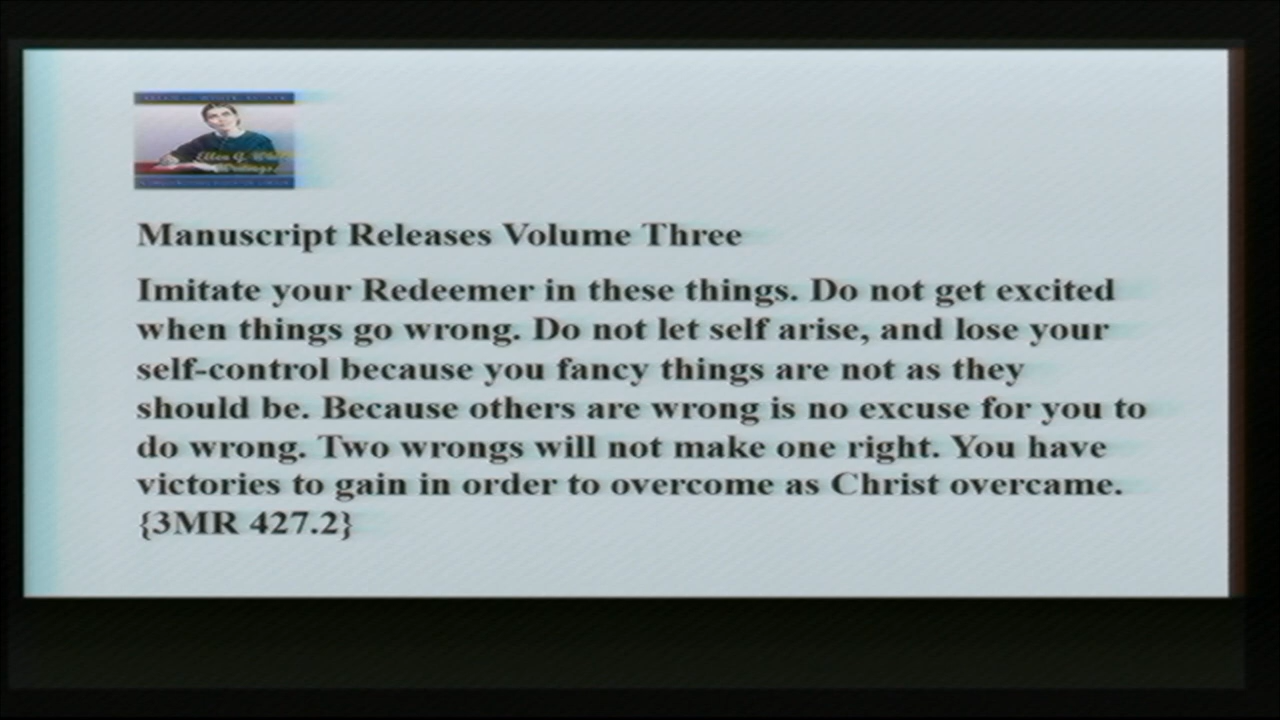 Ellen G. White
Writings
Manuscript Releases Volume Three
Imitate your Redeemer in these things. Do not get excited
when things go wrong. Do not let self arise, and lose your
self-control because you fancy things are not as they
should be. Because others are wrong is no excuse for you to
do wrong. Two wrongs will not make one right. You have
victories to gain in order to overcome as Christ overcame.
{3MR 427.2}